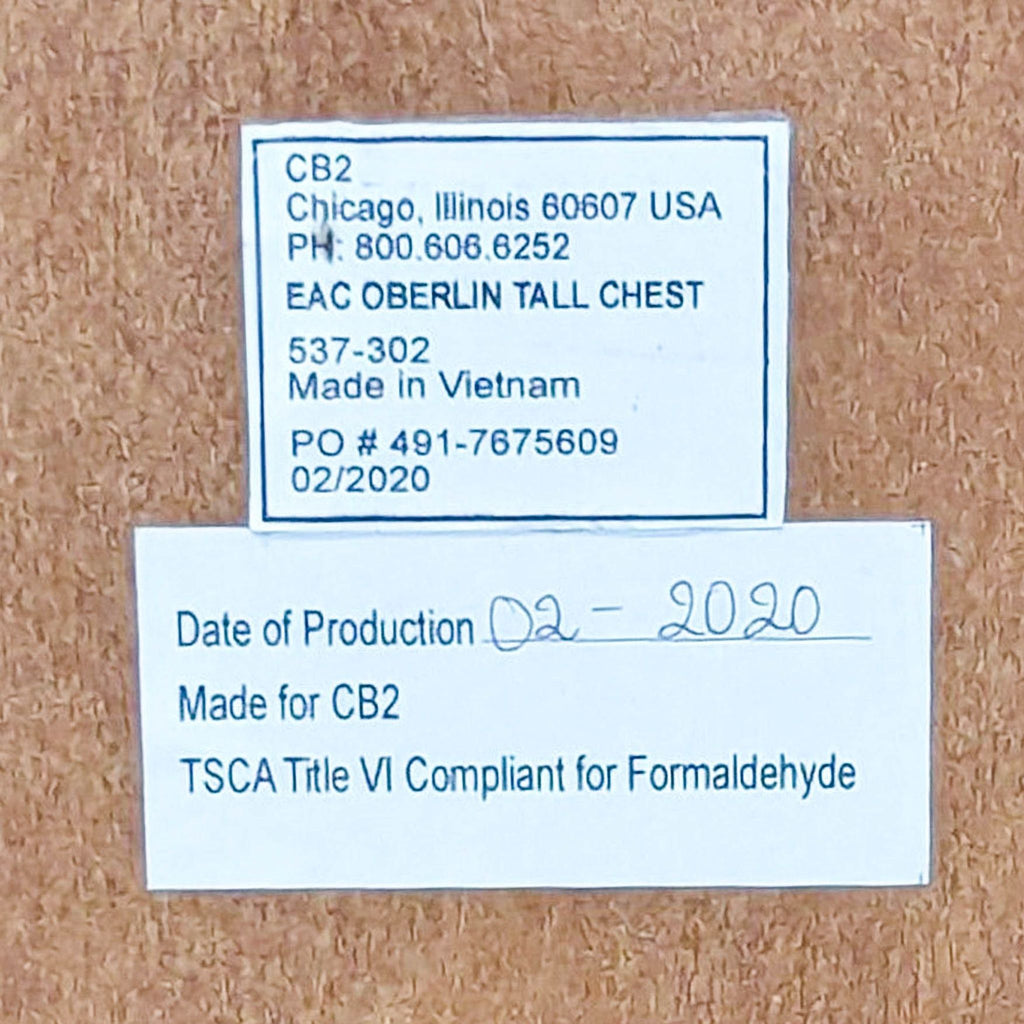 CB2
Chicago, Illinois 60607 USA
PH: 800.606.6252
EAC OBERLIN TALL CHEST
537-302
Made in Vietnam
PO # 491-7675609
02/2020
Date of Production 02 - 2020
Made for CB2
TSCA Title VI Compliant for Formaldehyde